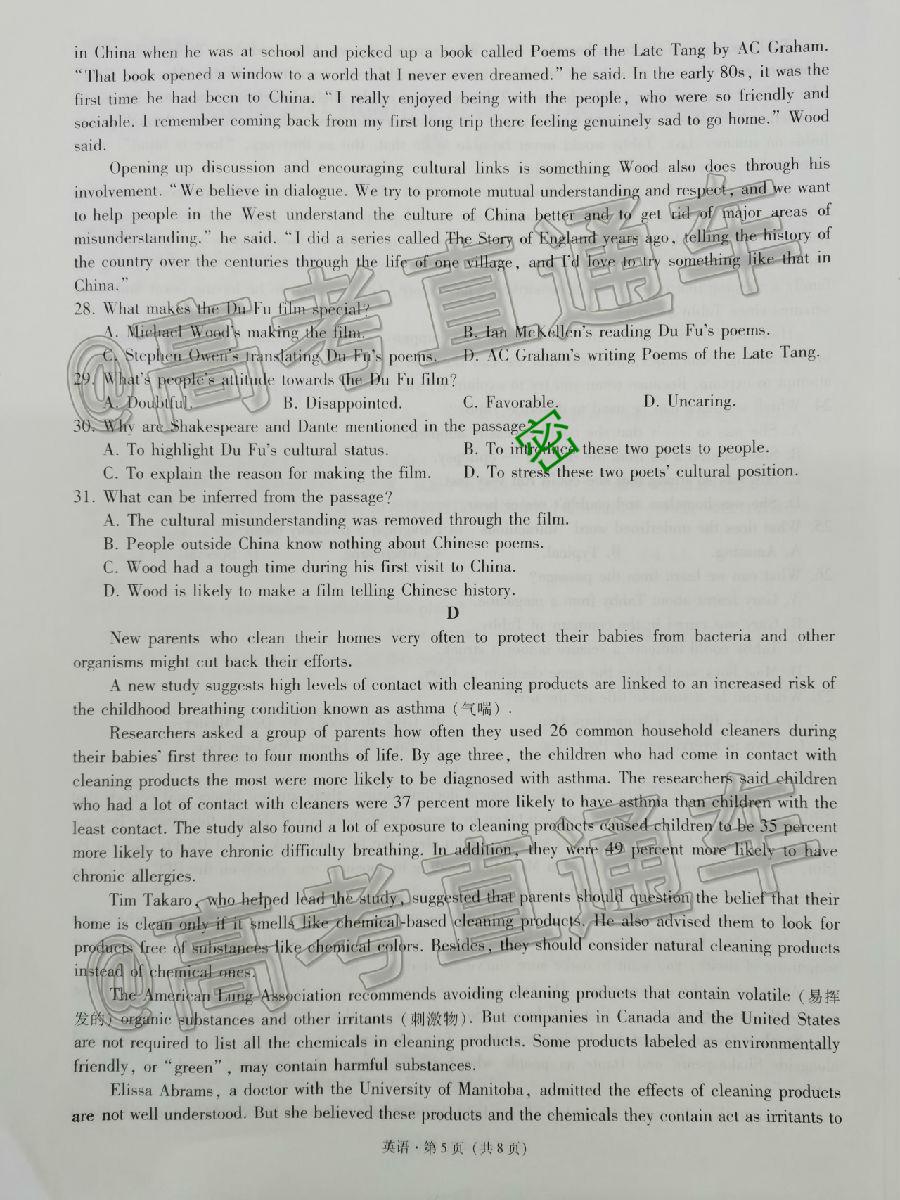 in China when he was at school and picked up a book called Poems of the Late Tang by AC Graham.
“That book opened a window to a world that I never even dreamed.” he said. In the early 80s, it was the
first time he had been to China. “I really enjoyed being with the people, who were so friendly and
sociable. I remember coming back from my first long trip there feeling genuinely sad to go home.” Wood
said.
Opening up discussion and encouraging cultural links is something Wood also does through his
involvement. “We believe in dialogue. We try to promote mutual understanding and respect, and we want
to help people in the West understand the culture of China better and to get rid of major areas of
misunderstanding.” he said. “I did a series called The Story of England years ago, telling the history of
the country over the centuries through the life of one village, and I'd love to try something like that in
China.”
28. What makes the Du Fu film special?
A. Michael Wood's making the film. B. Ian McKellen's reading Du Fu's poems.
C. Stephen Owen's translating Du Fu's poems. D. AC Graham's writing Poems of the Late Tang.
29. What's people's attitude towards the Du Fu film?
A. Doubtful. B. Disappointed. C. Favorable. D. Uncaring.
30. Why are Shakespeare and Dante mentioned in the passage?
A. To highlight Du Fu's cultural status. B. To introduce these two poets to people.
C. To explain the reason for making the film. D. To stress these two poets' cultural position.
31. What can be inferred from the passage?
A. The cultural misunderstanding was removed through the film.
B. People outside China know nothing about Chinese poems.
C. Wood had a tough time during his first visit to China.
D. Wood is likely to make a film telling Chinese history.
D
New parents who clean their homes very often to protect their babies from bacteria and other
organisms might cut back their efforts.
A new study suggests high levels of contact with cleaning products are linked to an increased risk of
the childhood breathing condition known as asthma (气喘).
Researchers asked a group of parents how often they used 26 common household cleaners during
their babies' first three to four months of life. By age three, the children who had come in contact with
cleaning products the most were more likely to be diagnosed with asthma. The researchers said children
who had a lot of contact with cleaners were 37 percent more likely to have asthma than children with the
least contact. The study also found a lot of exposure to cleaning products caused children to be 35 percent
more likely to have chronic difficulty breathing. In addition, they were 49 percent more likely to have
chronic allergies.
Tim Takaro, who helped lead the study, suggested that parents should question the belief that their
home is clean only if it smells like chemical-based cleaning products. He also advised them to look for
products free of substances like chemical colors. Besides, they should consider natural cleaning products
instead of chemical ones.
The American Lung Association recommends avoiding cleaning products that contain volatile (易挥
发的) organic substances and other irritants (刺激物). But companies in Canada and the United States
are not required to list all the chemicals in cleaning products. Some products labeled as environmentally
friendly, or “green”, may contain harmful substances.
Elissa Abrams, a doctor with the University of Manitoba, admitted the effects of cleaning products
are not well understood. But she believed these products and the chemicals they contain act as irritants to
英语·第5页(共8页)
@高考直通车
密
@高考直通车